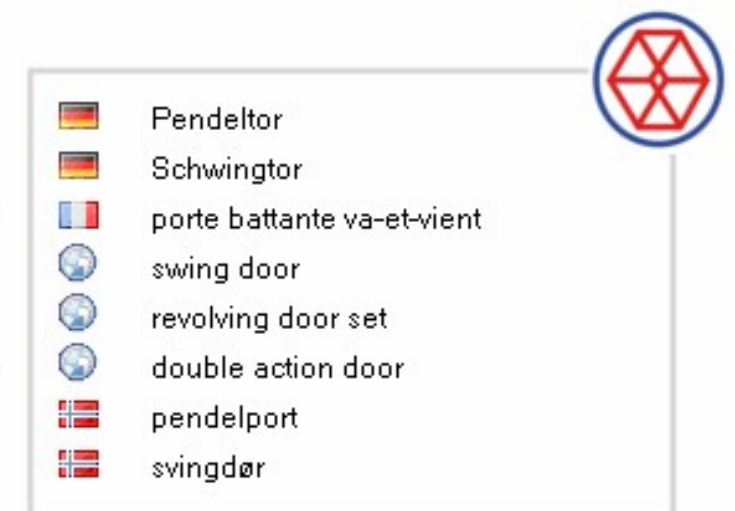 Pendeltor
Schwingtor
porte battante va-et-vient
swing door
revolving door set
double action door
pendelport
svingdør